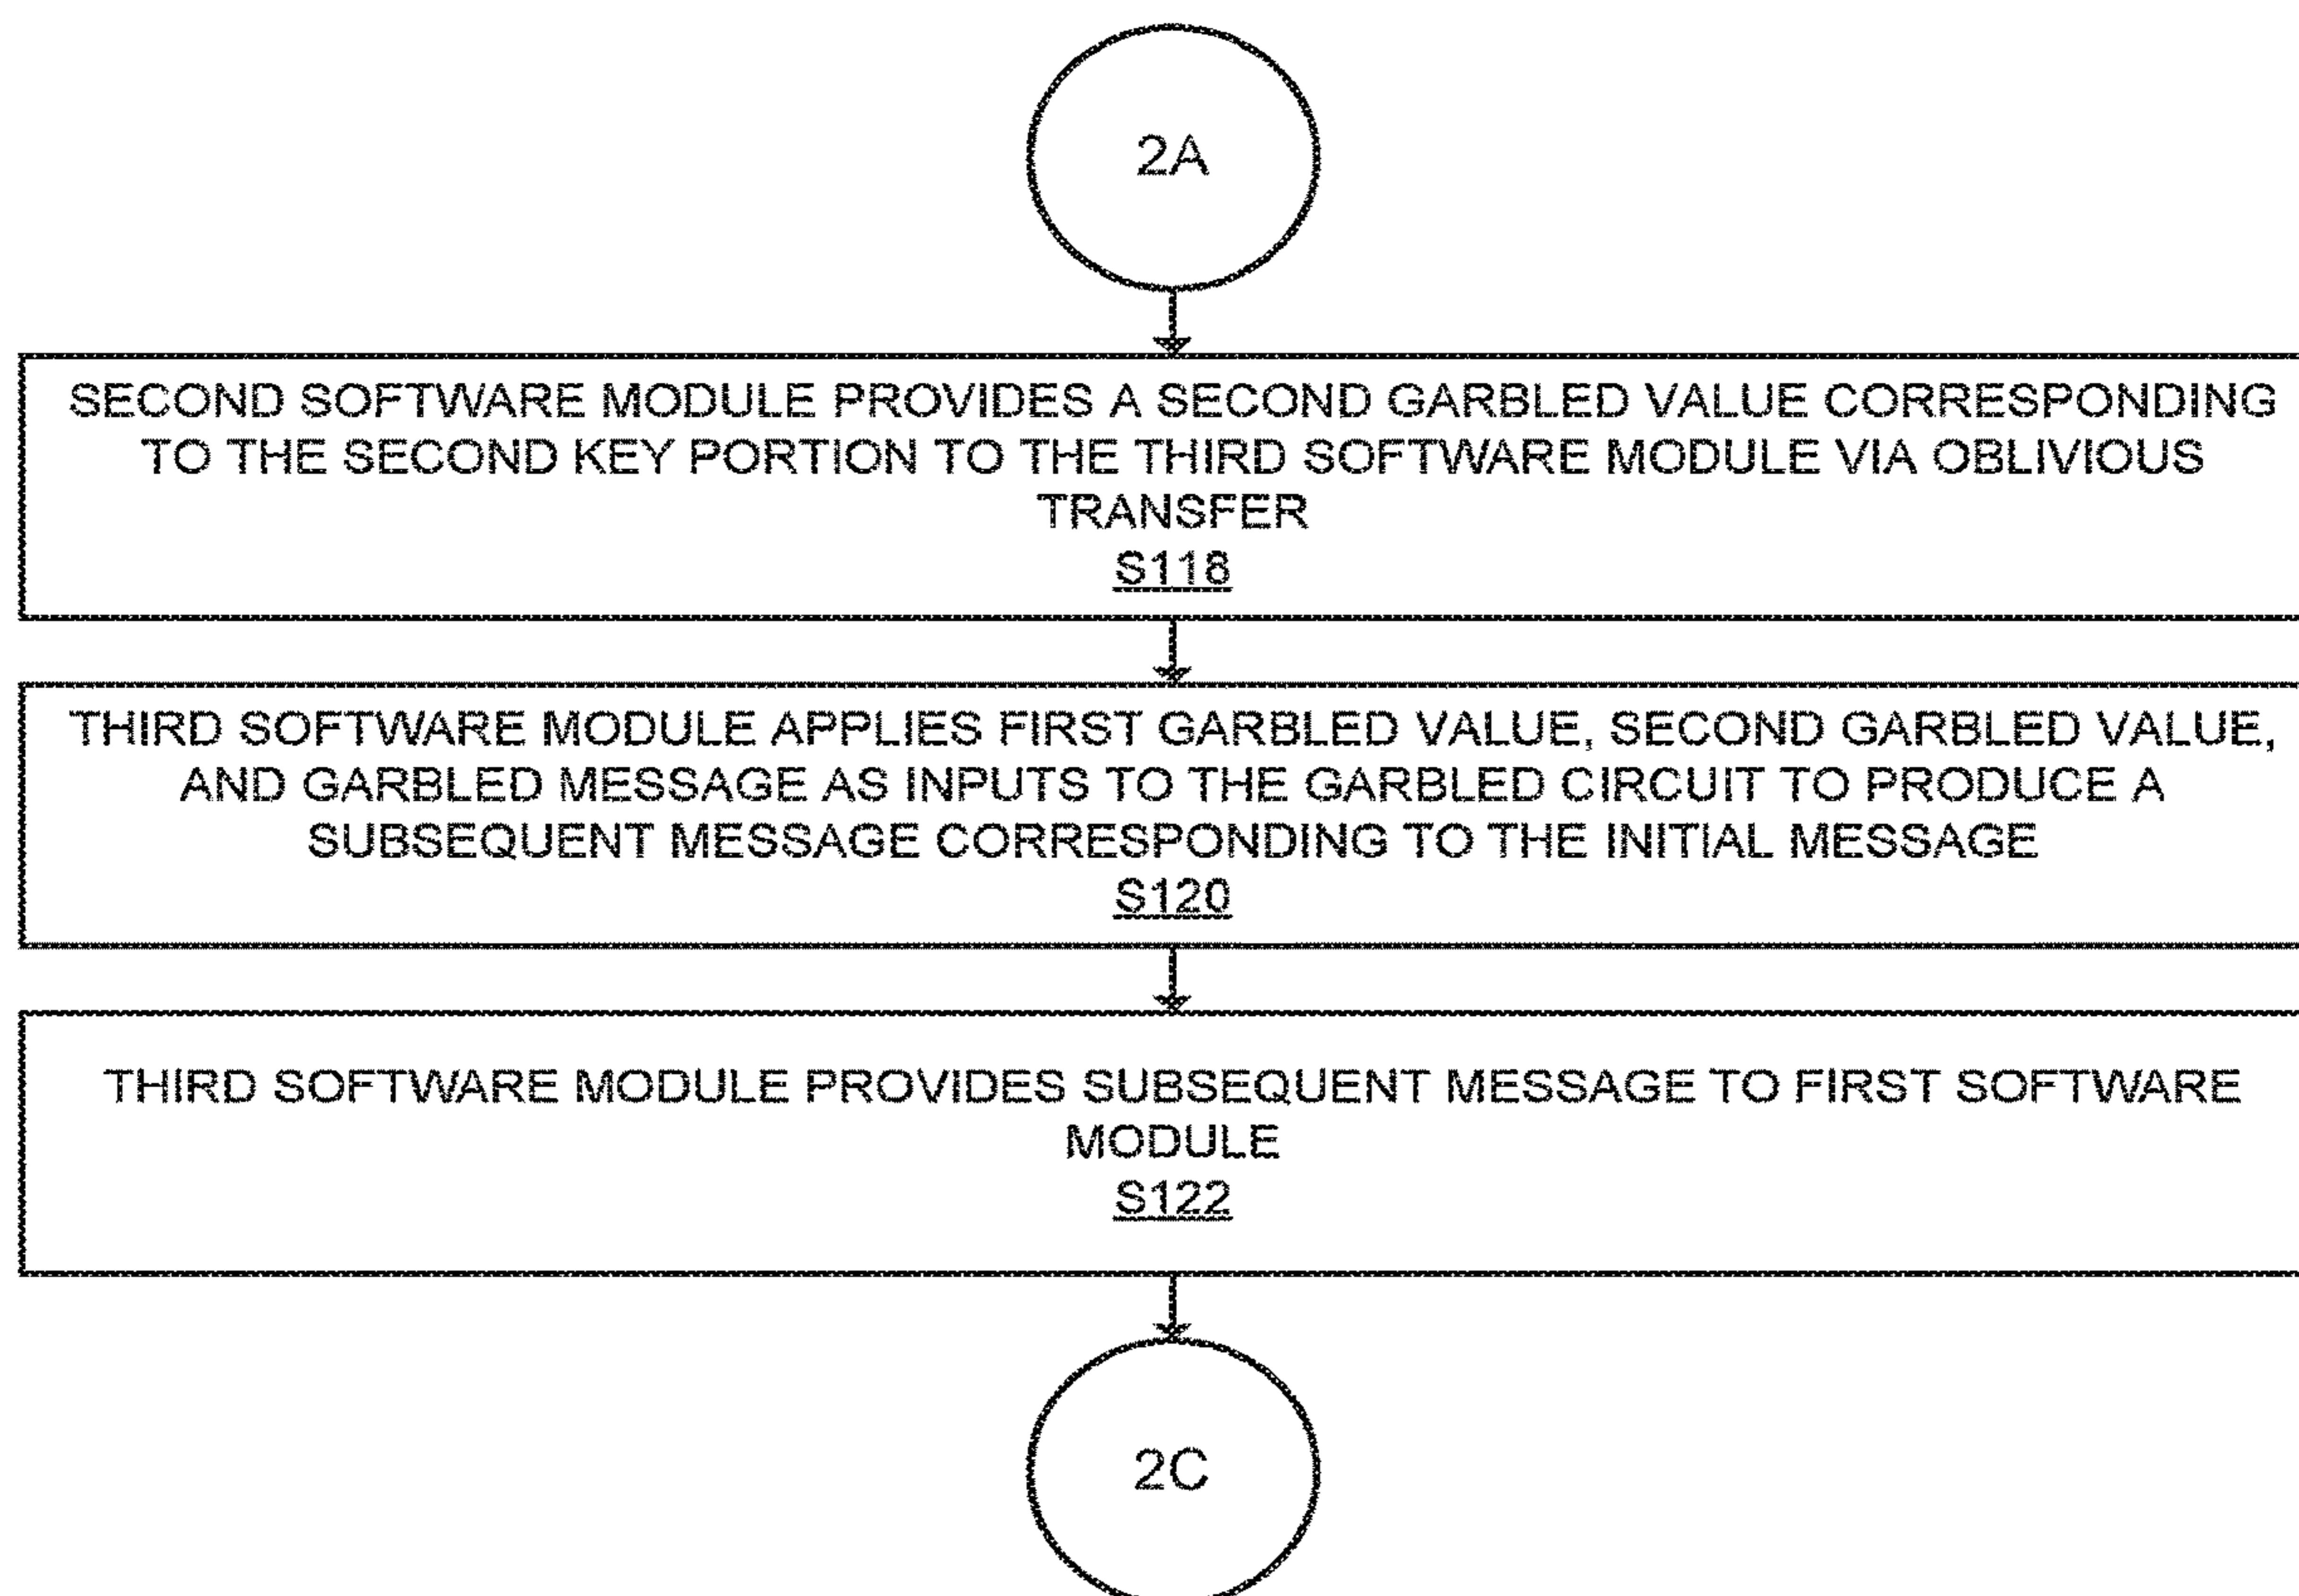 2A
SECOND SOFTWARE MODULE PROVIDES A SECOND GARBLED VALUE CORRESPONDING
TO THE SECOND KEY PORTION TO THE THIRD SOFTWARE MODULE VIA OBLIVIOUS
TRANSFER
S118
THIRD SOFTWARE MODULE APPLIES FIRST GARBLED VALUE, SECOND GARBLED VALUE,
AND GARBLED MESSAGE AS INPUTS TO THE GARBLED CIRCUIT TO PRODUCE A
SUBSEQUENT MESSAGE CORRESPONDING TO THE INITIAL MESSAGE
S120
THIRD SOFTWARE MODULE PROVIDES SUBSEQUENT MESSAGE TO FIRST SOFTWARE
MODULE
S122
2C